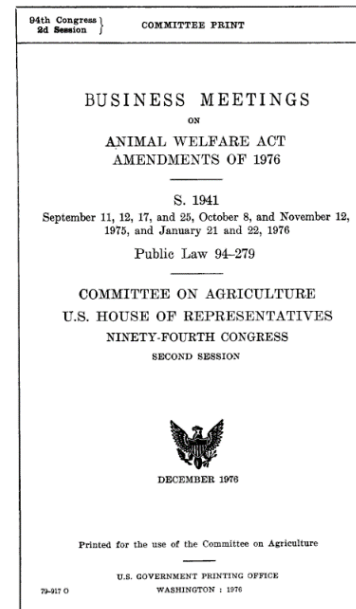 94th Congress
2d Session
COMMITTEE PRINT
BUSINESS MEETINGS
ON
ANIMAL WELFARE ACT
AMENDMENTS OF 1976
S. 1941
September 11, 12, 17, and 25, October 8, and November 12,
1975, and January 21 and 22, 1976
Public Law 94–279
COMMITTEE ON AGRICULTURE
U.S. HOUSE OF REPRESENTATIVES
NINETY-FOURTH CONGRESS
SECOND SESSION
DECEMBER 1976
Printed for the use of the Committee on Agriculture
U.S. GOVERNMENT PRINTING OFFICE
79-917 O
WASHINGTON : 1976